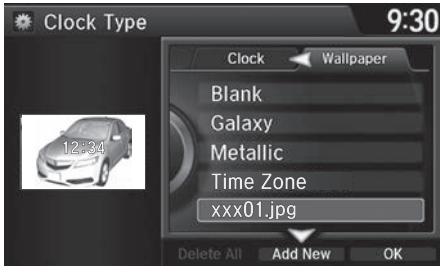 Clock Type
9:30
Clock
Wallpaper
Blank
Galaxy
12:34
Metallic
Time Zone
xxx01.jpg
Delete All
Add New
OK